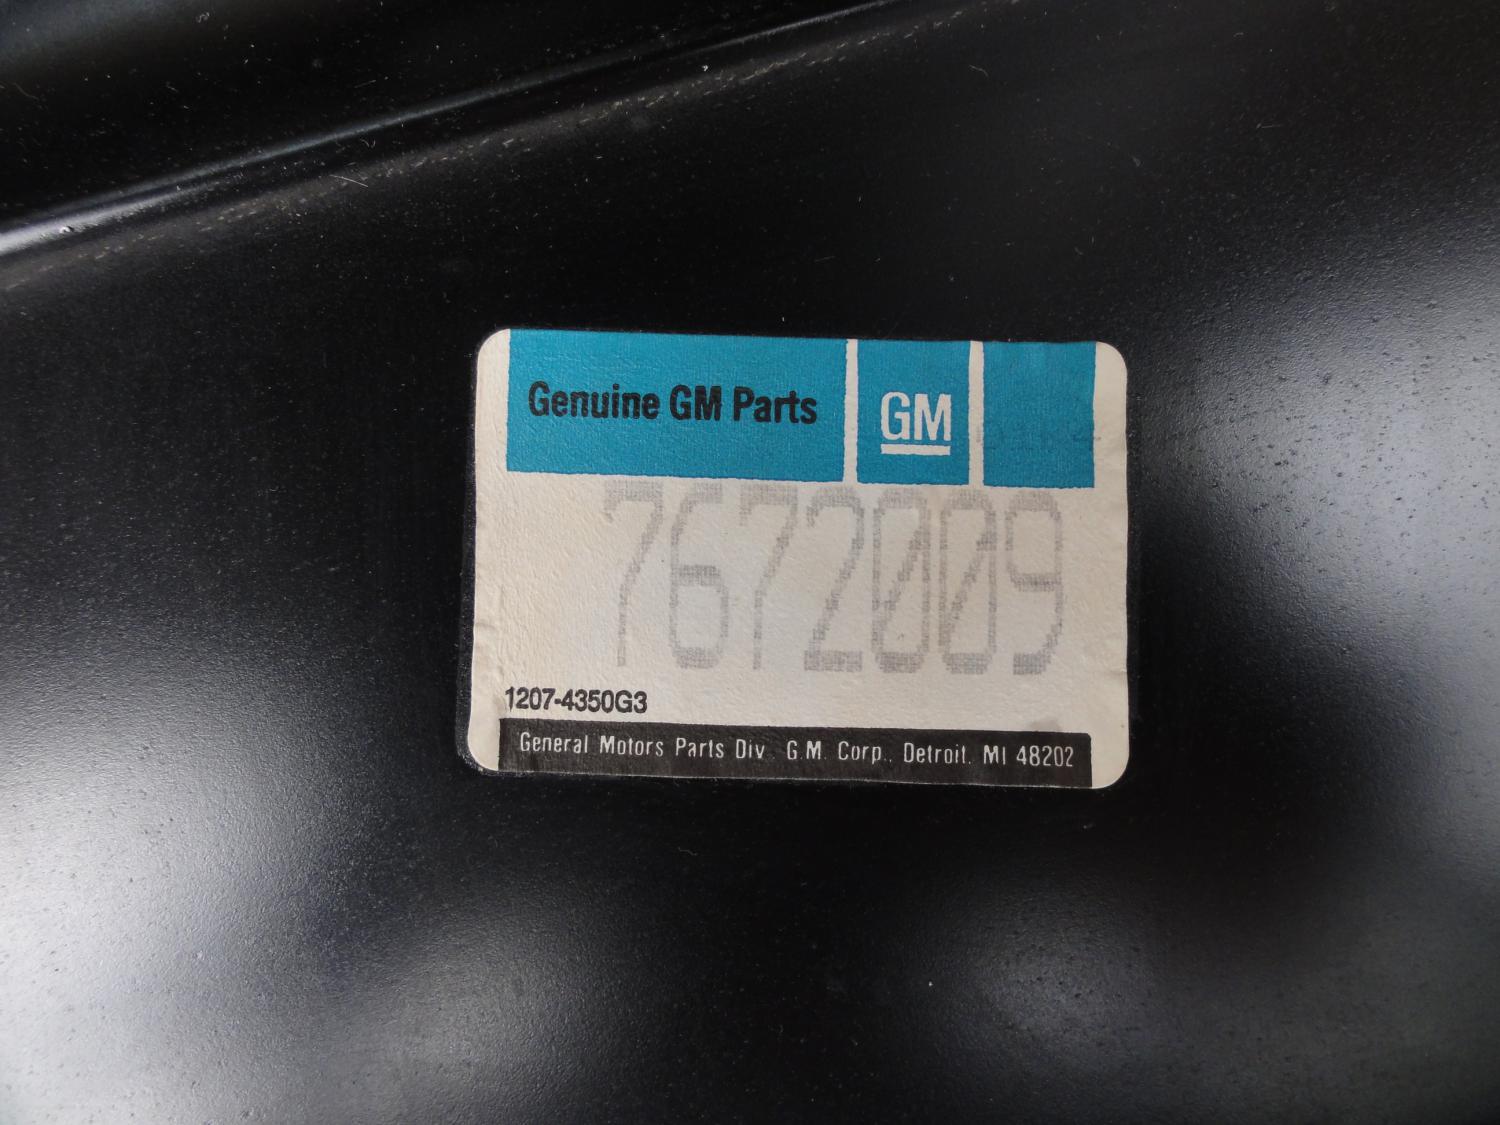 Genuine GM Parts GM
7672009
1207-4350G3
General Motors Parts Div. G.M. Corp., Detroit, MI 48202